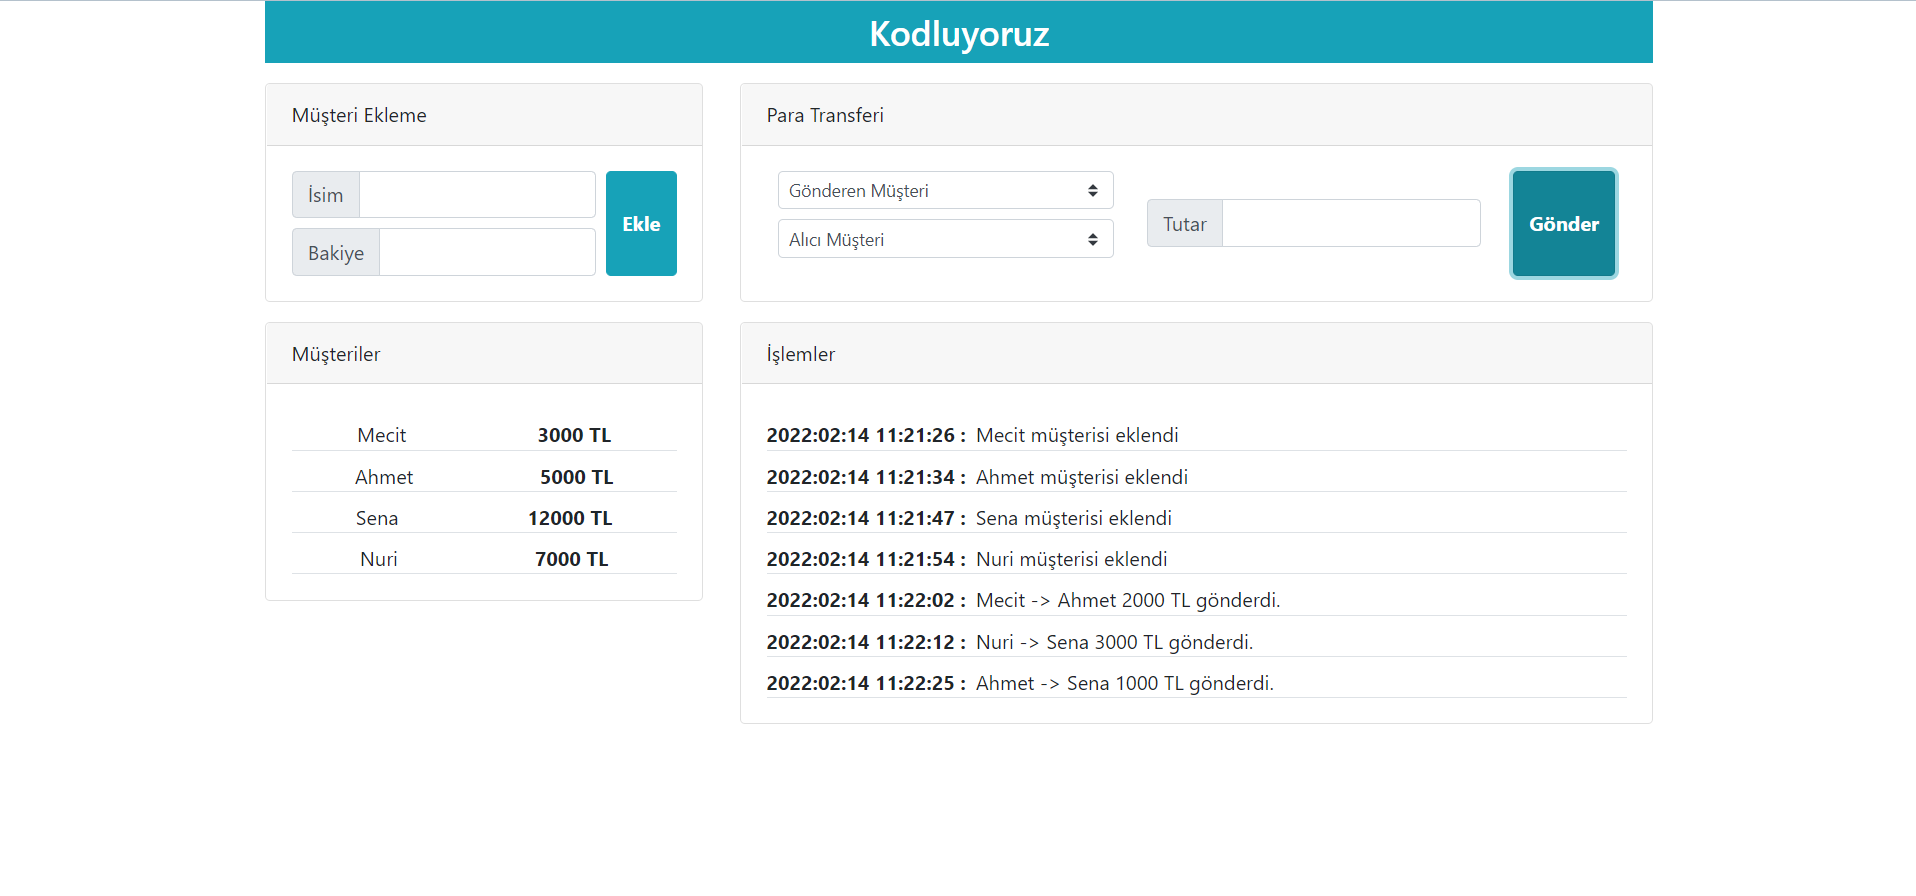 Kodluyoruz
Müşteri Ekleme
İsim
Bakiye
Ekle
Para Transferi
Gönderen Müşteri
Alıcı Müşteri
Tutar
Gönder
Müşteriler
Mecit 3000 TL
Ahmet 5000 TL
Sena 12000 TL
Nuri 7000 TL
İşlemler
2022:02:14 11:21:26 : Mecit müşterisi eklendi
2022:02:14 11:21:34 : Ahmet müşterisi eklendi
2022:02:14 11:21:47 : Sena müşterisi eklendi
2022:02:14 11:21:54 : Nuri müşterisi eklendi
2022:02:14 11:22:02 : Mecit -> Ahmet 2000 TL gönderdi.
2022:02:14 11:22:12 : Nuri -> Sena 3000 TL gönderdi.
2022:02:14 11:22:25 : Ahmet -> Sena 1000 TL gönderdi.